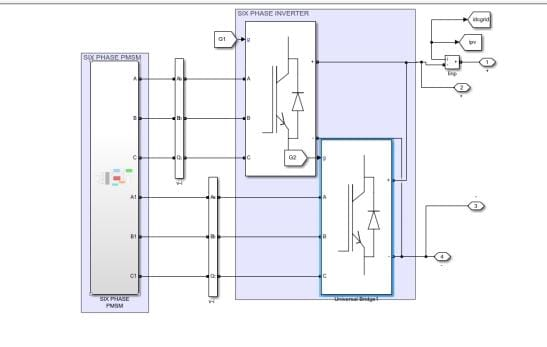 SIX PHASE INVERTER
idcgrid
G1
g
Ipv
SIX PHASE PMSM
+
1
+
A
A
2
+
B
B
C
C
G2
g
-
+
A1
A
-
3
B1
B
-
4
-
C1
C
SIX PHASE
PMSM
Universal Bridge1